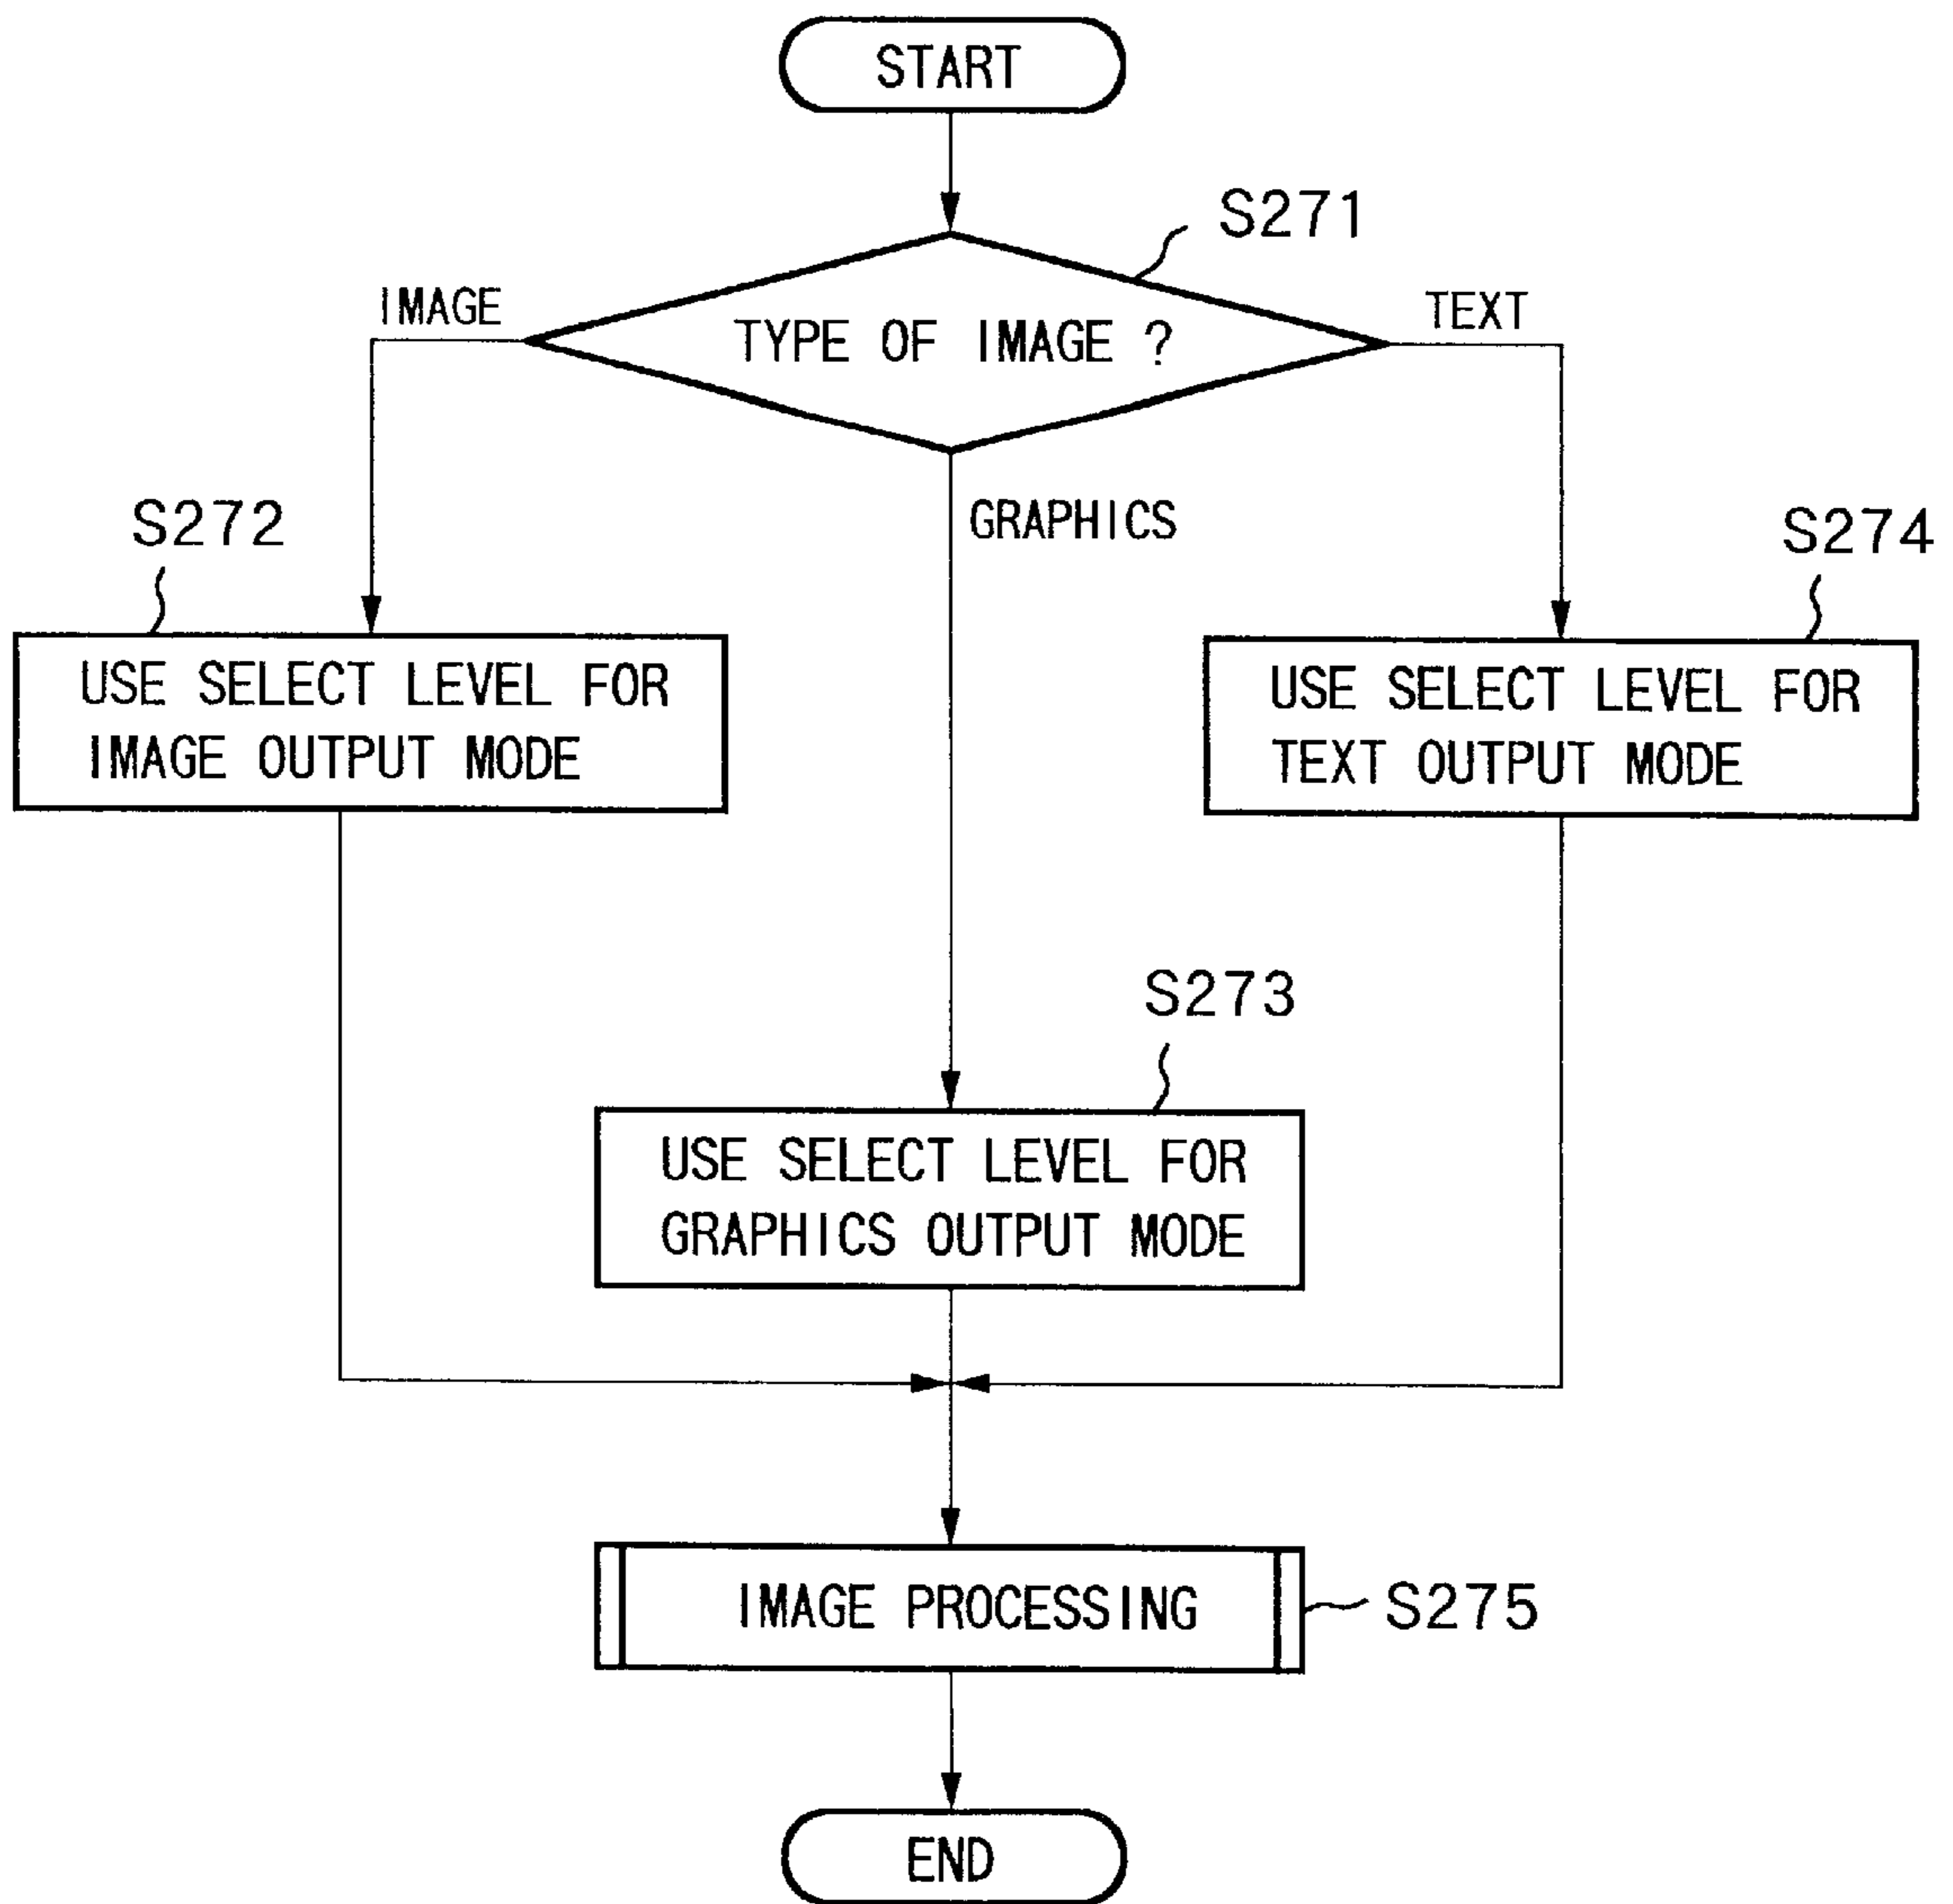 START
S271
IMAGE
TYPE OF IMAGE ?
TEXT
S272
GRAPHICS
S274
USE SELECT LEVEL FOR
IMAGE OUTPUT MODE
USE SELECT LEVEL FOR
TEXT OUTPUT MODE
S273
USE SELECT LEVEL FOR
GRAPHICS OUTPUT MODE
IMAGE PROCESSING
S275
END